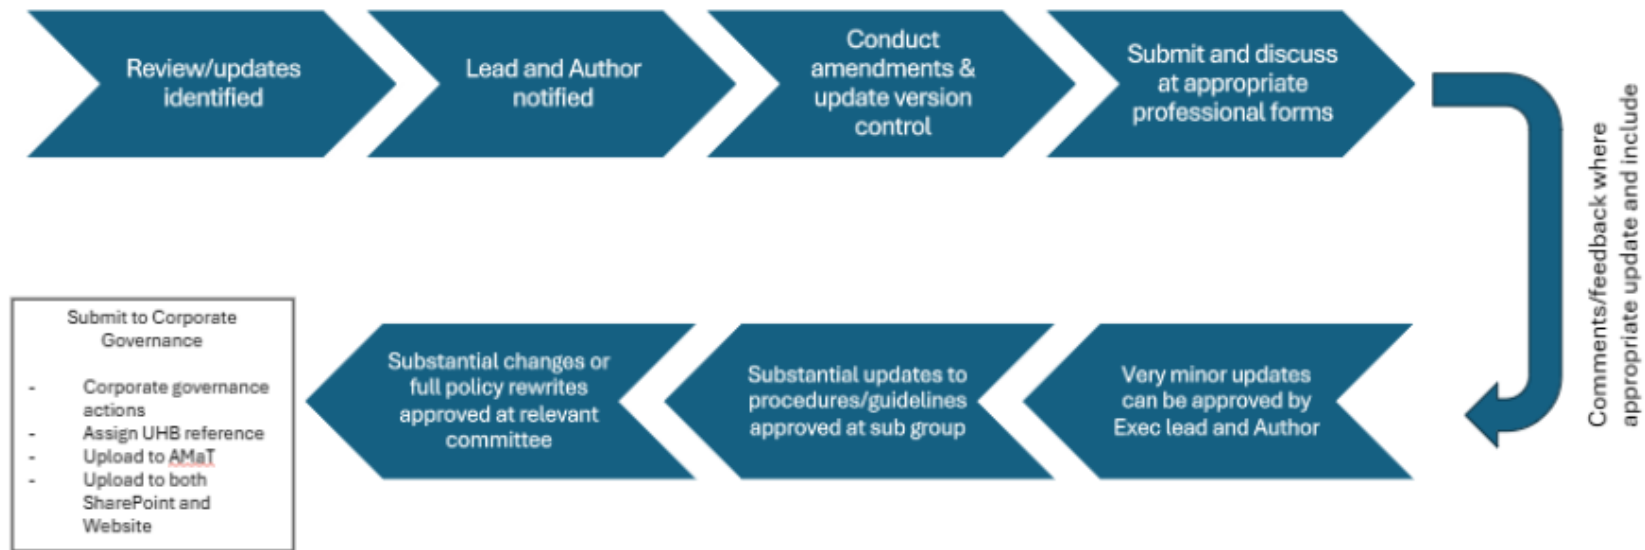 Review/updates
identified
Lead and Author
notified
Conduct
amendments &
update version
control
Submit and discuss
at appropriate
professional forms
Comments/feedback where
appropriate update and include
Very minor updates
can be approved by
Exec lead and Author
Substantial updates to
procedures/guidelines
approved at sub group
Substantial changes or
full policy rewrites
approved at relevant
committee
Submit to Corporate
Governance
- Corporate governance
actions
- Assign UHB reference
- Upload to AMaT
- Upload to both
SharePoint and
Website